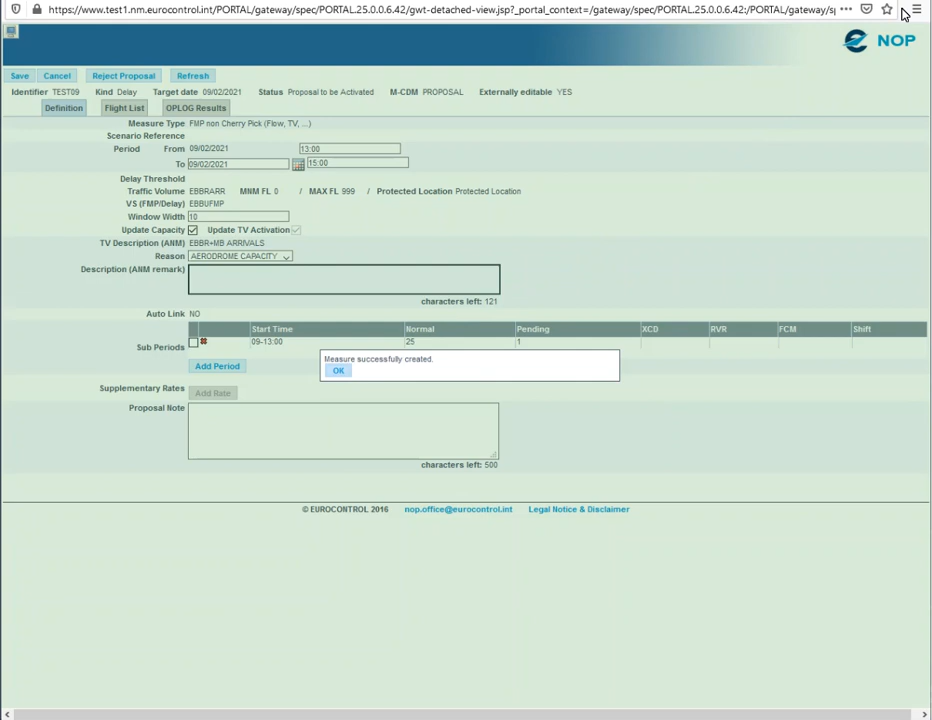 https://www.test1.nm.eurocontrol.int/PORTAL/gateway/spec/PORTAL.25.0.0.6.42/gwt-detached-view.jsp?_portal_context=/gateway/spec/PORTAL.25.0.0.6.42:/PORTAL/gateway/sp
NOP
Save Cancel Reject Proposal Refresh
Identifier TEST09 Kind Delay Target date 09/02/2021 Status Proposal to be Activated M-CDM PROPOSAL Externally editable YES
Definition Flight List OPLOG Results
Measure Type FMP non Cherry Pick (Flow, TV, ...)
Scenario Reference
Period From 09/02/2021 13:00
To 09/02/2021 15:00
Delay Threshold
Traffic Volume EBBRARR MNM FL 0 / MAX FL 999 / Protected Location Protected Location
VS (FMP/Delay) EBBUFMP
Window Width 10
Update Capacity Update TV Activation
TV Description (ANM) EBBR+MB ARRIVALS
Reason AERODROME CAPACITY
Description (ANM remark)
characters left: 121
Auto Link NO
Start Time Normal Pending XCD RVR FCM Shift
09-13:00 25 1
Sub Periods
Measure successfully created.
OK
Add Period
Supplementary Rates Add Rate
Proposal Note
characters left: 500
© EUROCONTROL 2016 nop.office@eurocontrol.int Legal Notice & Disclaimer